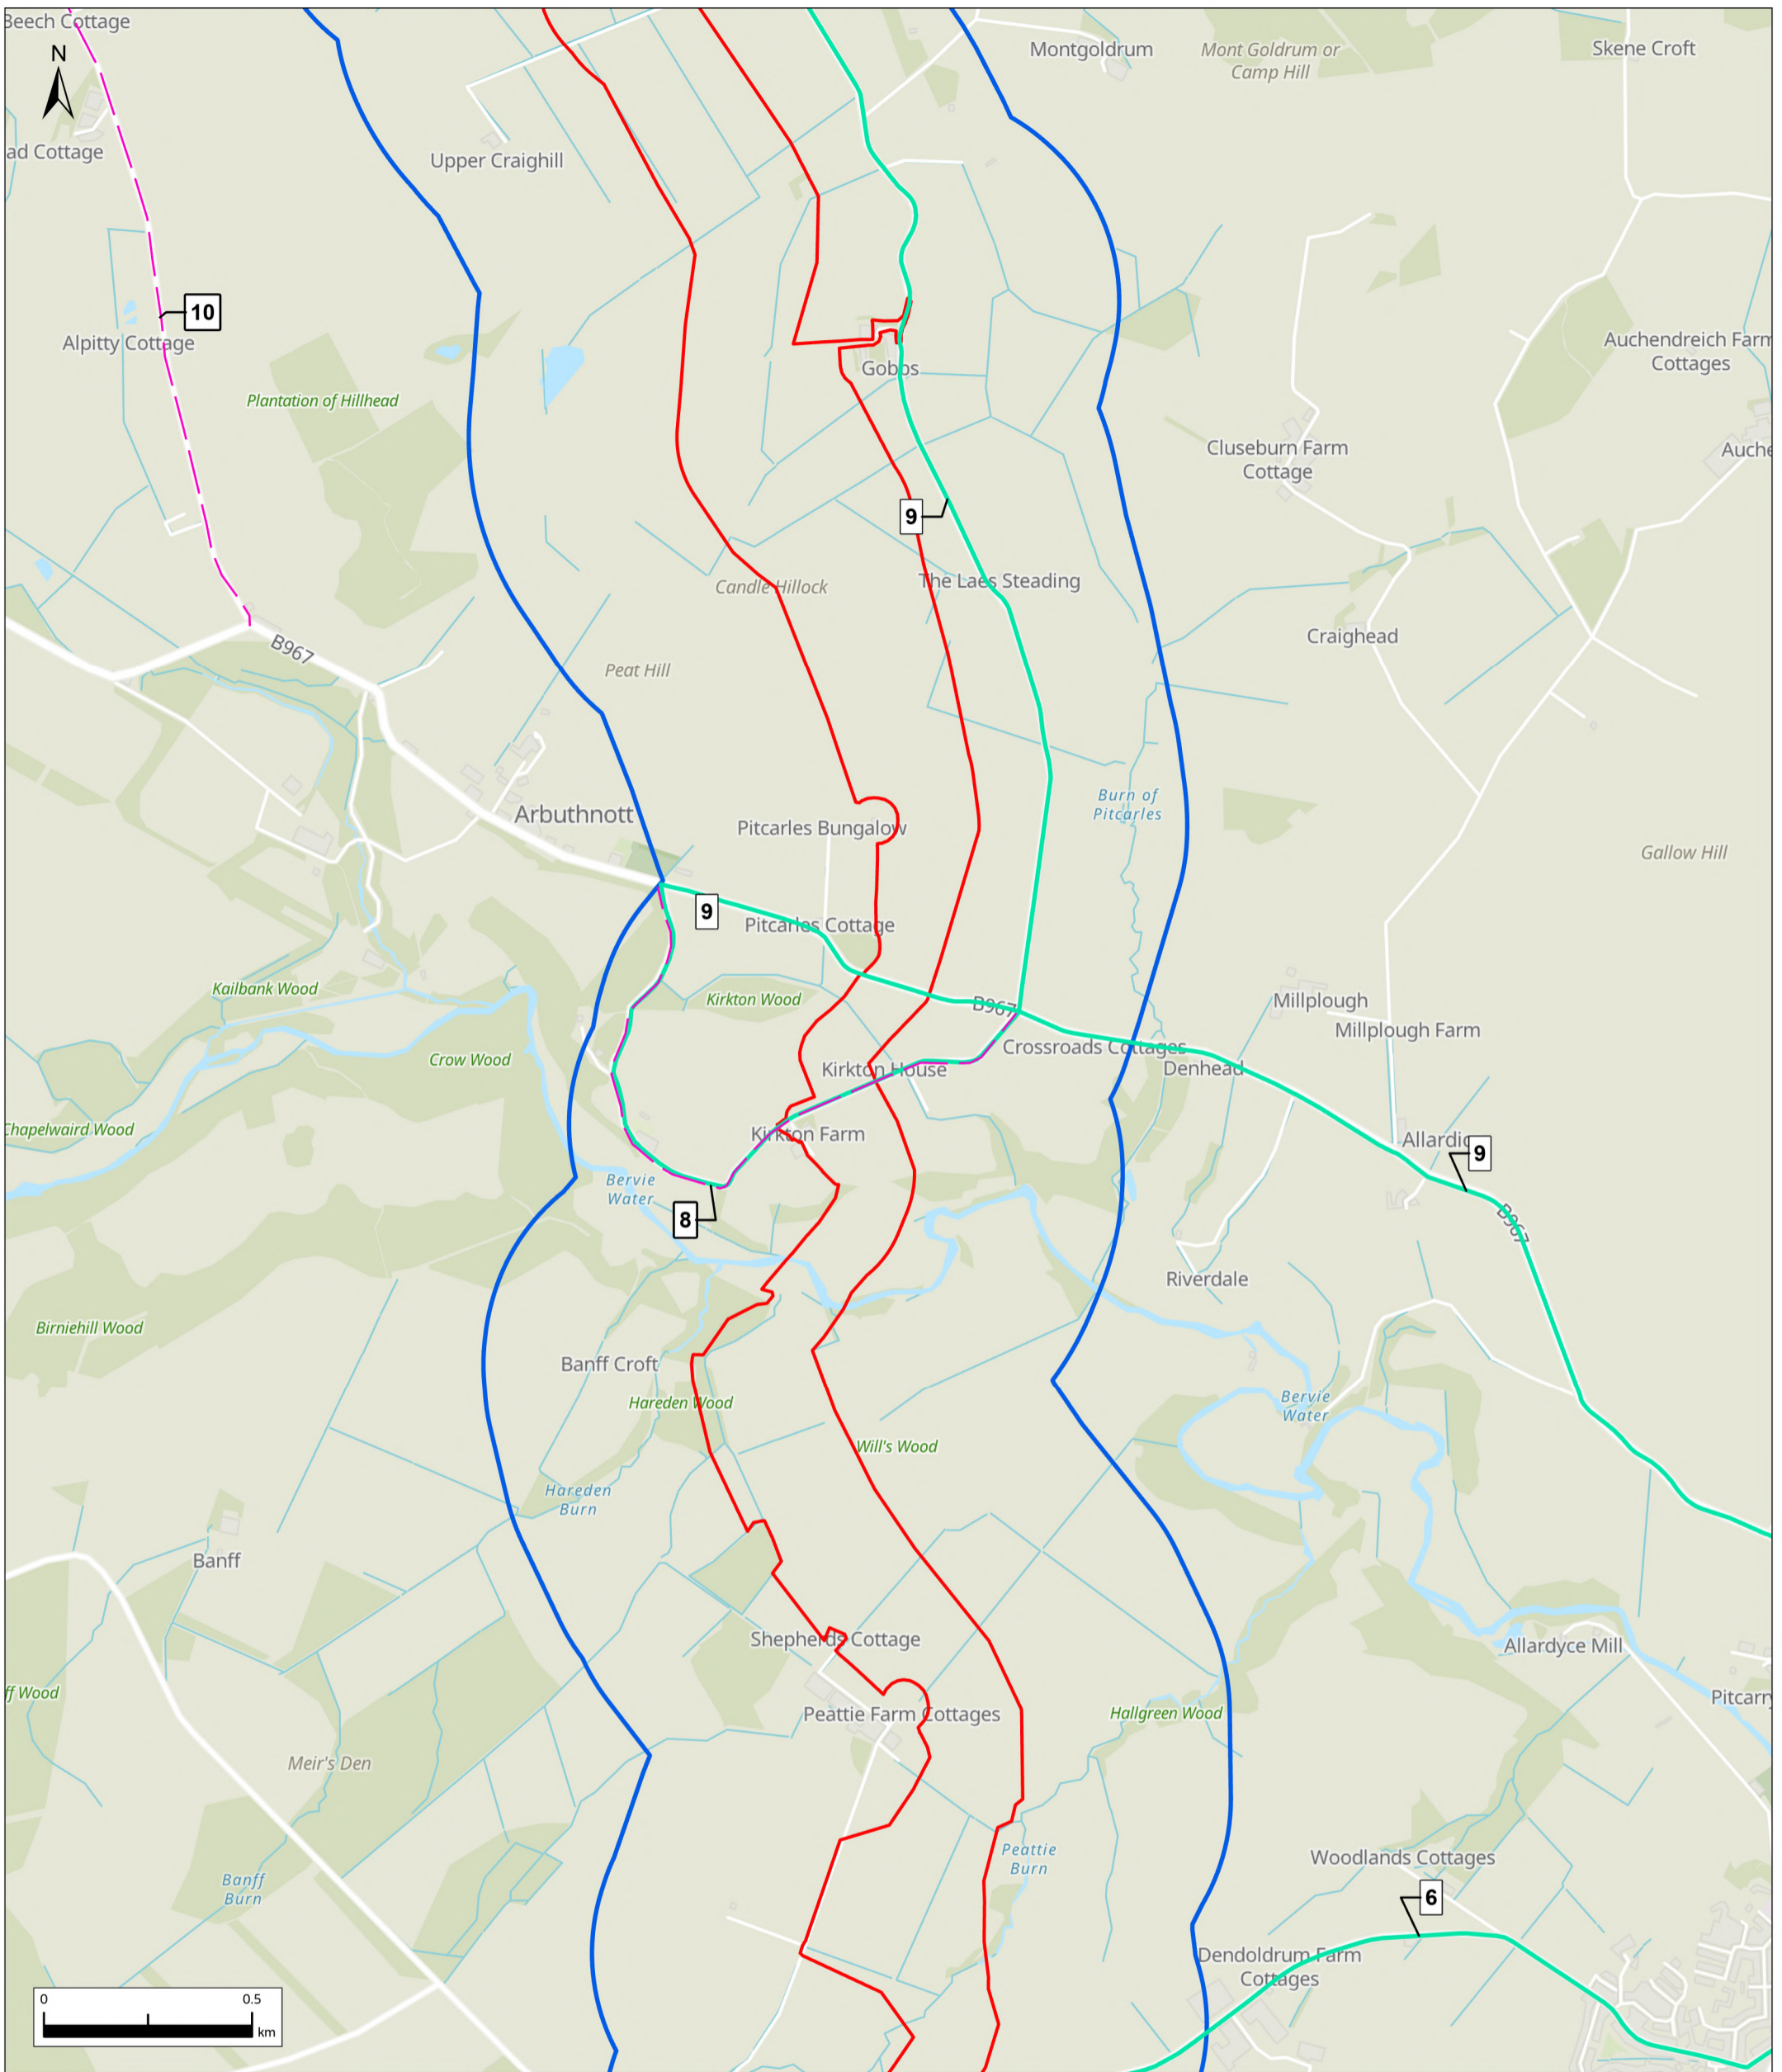 Beech Cottage
N
Montgoldrum
Mont Goldrum or
Camp Hill
Skene Croft
ad Cottage
Upper Craighill
10
Alpitty Cottage
Auchendreich Farm
Cottages
Gobbs
Plantation of Hillhead
Cluseburn Farm
Cottage
Auche
9
Candle Hillock
The Laes Steading
B967
Craighead
Peat Hill
Burn of
Pitcarles
Arbuthnott
Pitcarles Bungalow
Gallow Hill
9
Pitcarles Cottage
Kailbank Wood
Kirkton Wood
B967
Millplough
Millplough Farm
Crow Wood
Crossroads Cottages
Kirkton House
Denhead
Chapelwaird Wood
Kirkton Farm
Allardic
9
Bervie
Water
8
B967
Riverdale
Birniehill Wood
Banff Croft
Hareden Wood
Bervie
Water
Will's Wood
Hareden
Burn
Banff
Shepherds Cottage
Allardyce Mill
ff Wood
Peattie Farm Cottages
Hallgreen Wood
Pitcarry
Meir's Den
Peattie
Burn
Woodlands Cottages
Banff
Burn
6
Dendoldrum Farm
Cottages
0 0.5
km